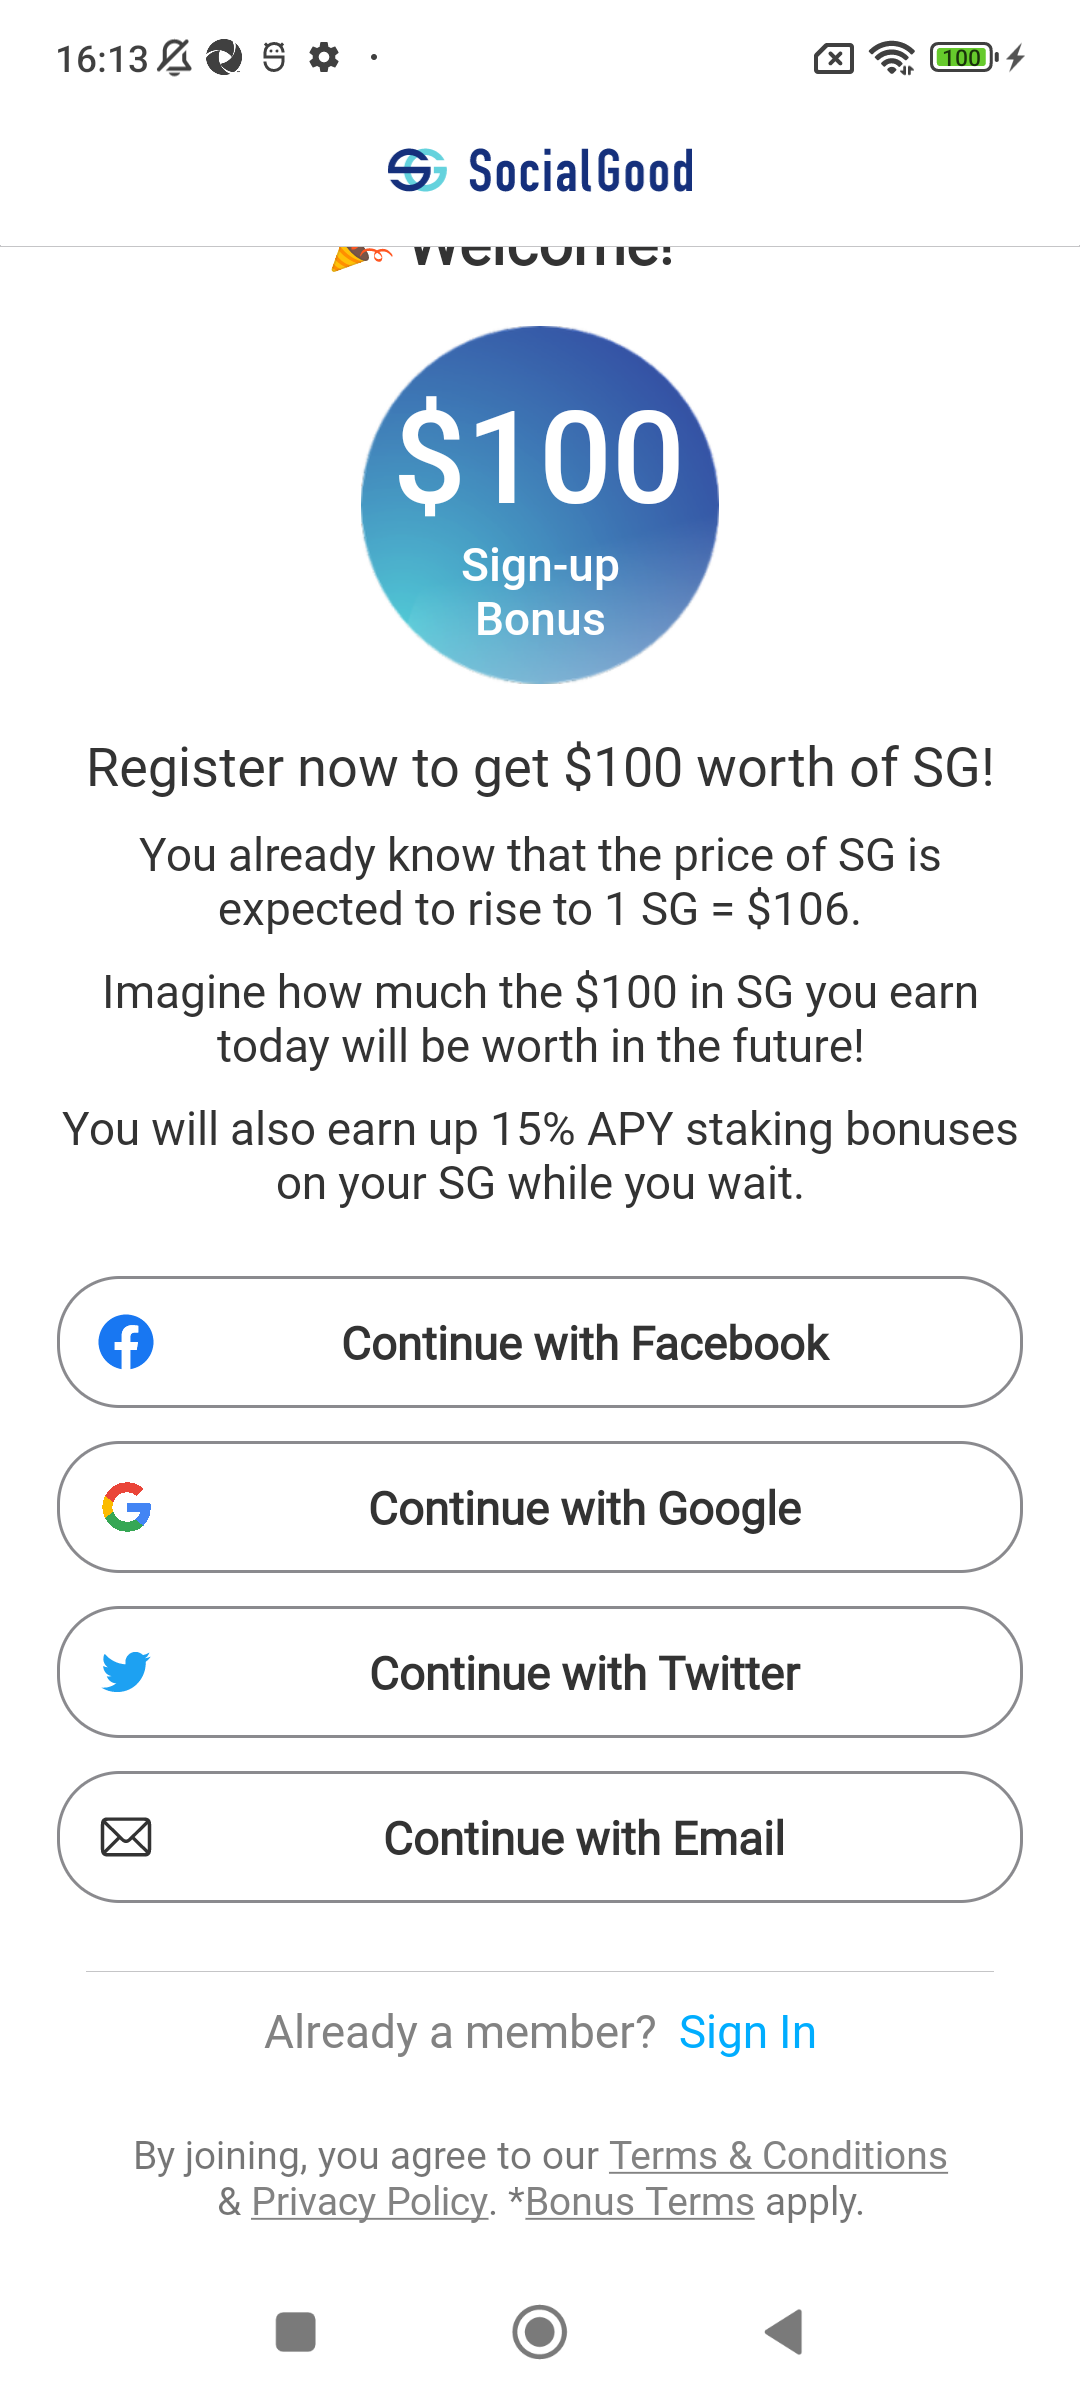 16:13
100
SocialGood
Welcome!
$100
Sign-up
Bonus
Register now to get $100 worth of SG!
You already know that the price of SG is
expected to rise to 1 SG = $106.
Imagine how much the $100 in SG you earn
today will be worth in the future!
You will also earn up 15% APY staking bonuses
on your SG while you wait.
Continue with Facebook
Continue with Google
Continue with Twitter
Continue with Email
Already a member? Sign In
By joining, you agree to our Terms & Conditions
& Privacy Policy. *Bonus Terms apply.